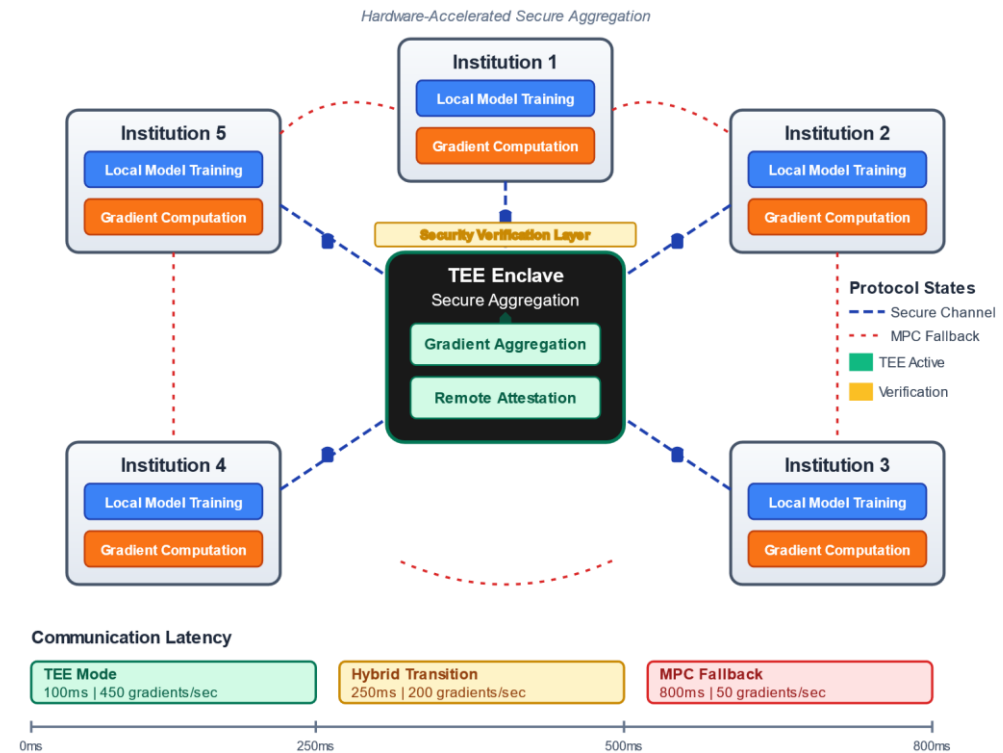 Hardware-Accelerated Secure Aggregation
Institution 1
Local Model Training
Gradient Computation
Institution 5
Local Model Training
Gradient Computation
Institution 2
Local Model Training
Gradient Computation
Security Verification Layer
TEE Enclave
Secure Aggregation
Gradient Aggregation
Remote Attestation
Protocol States
Secure Channel
MPC Fallback
TEE Active
Verification
Institution 4
Local Model Training
Gradient Computation
Institution 3
Local Model Training
Gradient Computation
Communication Latency
TEE Mode
100ms | 450 gradients/sec
Hybrid Transition
250ms | 200 gradients/sec
MPC Fallback
800ms | 50 gradients/sec
0ms
250ms
500ms
800ms